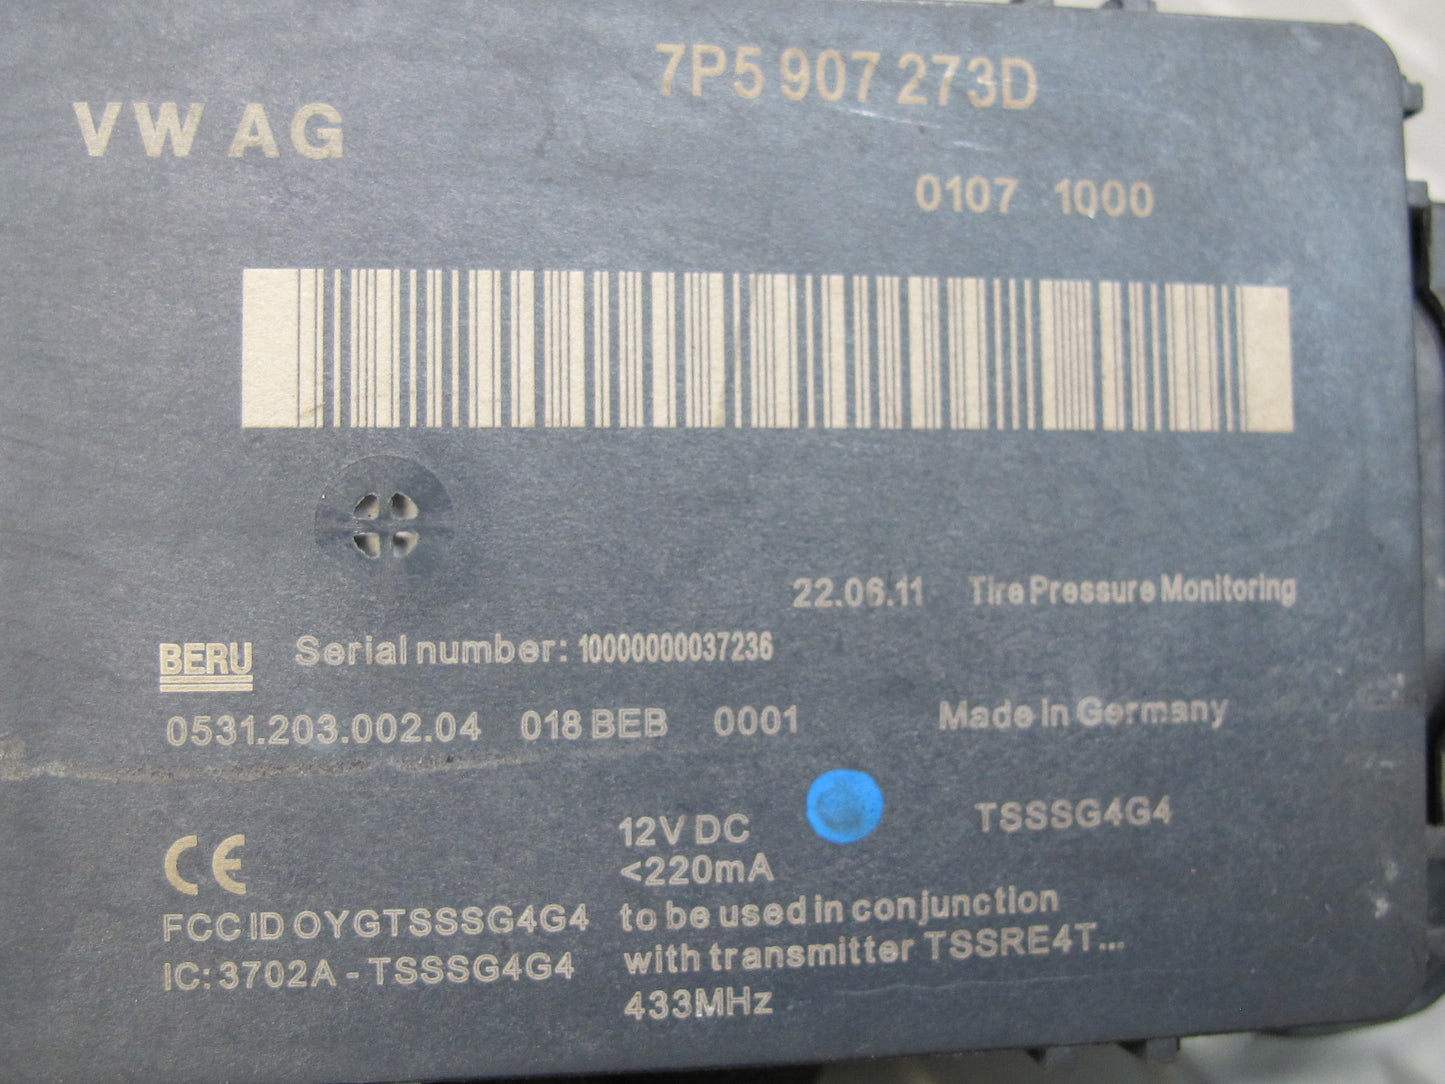 7P5 907 273D
VW AG
0107 1000
22.06.11 Tire Pressure Monitoring
BERU Serial number: 10000000037236
0531.203.002.04 018 BEB 0001 Made in Germany
12V DC TSSSG4G4
CE <220mA
FCC ID OYGTSSSG4G4 to be used in conjunction
IC: 3702A - TSSSG4G4 with transmitter TSSRE4T...
433MHz